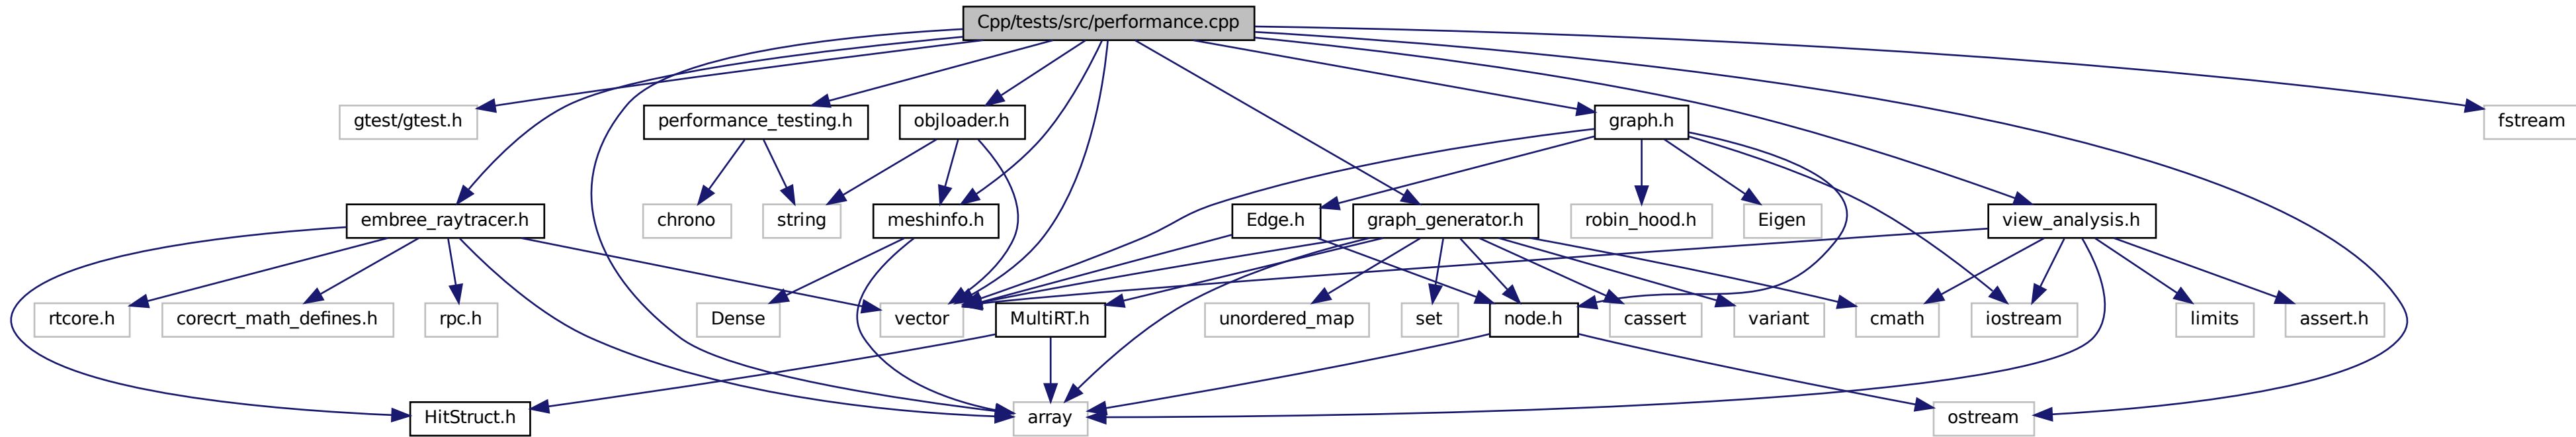 Cpp/tests/src/performance.cpp
gtest/gtest.h
performance_testing.h
objloader.h
graph.h
fstream
embree_raytracer.h
chrono
string
meshinfo.h
Edge.h
graph_generator.h
robin_hood.h
Eigen
view_analysis.h
rtcore.h
corecrt_math_defines.h
rpc.h
Dense
vector
MultiRT.h
unordered_map
set
node.h
cassert
variant
cmath
iostream
limits
assert.h
HitStruct.h
array
ostream